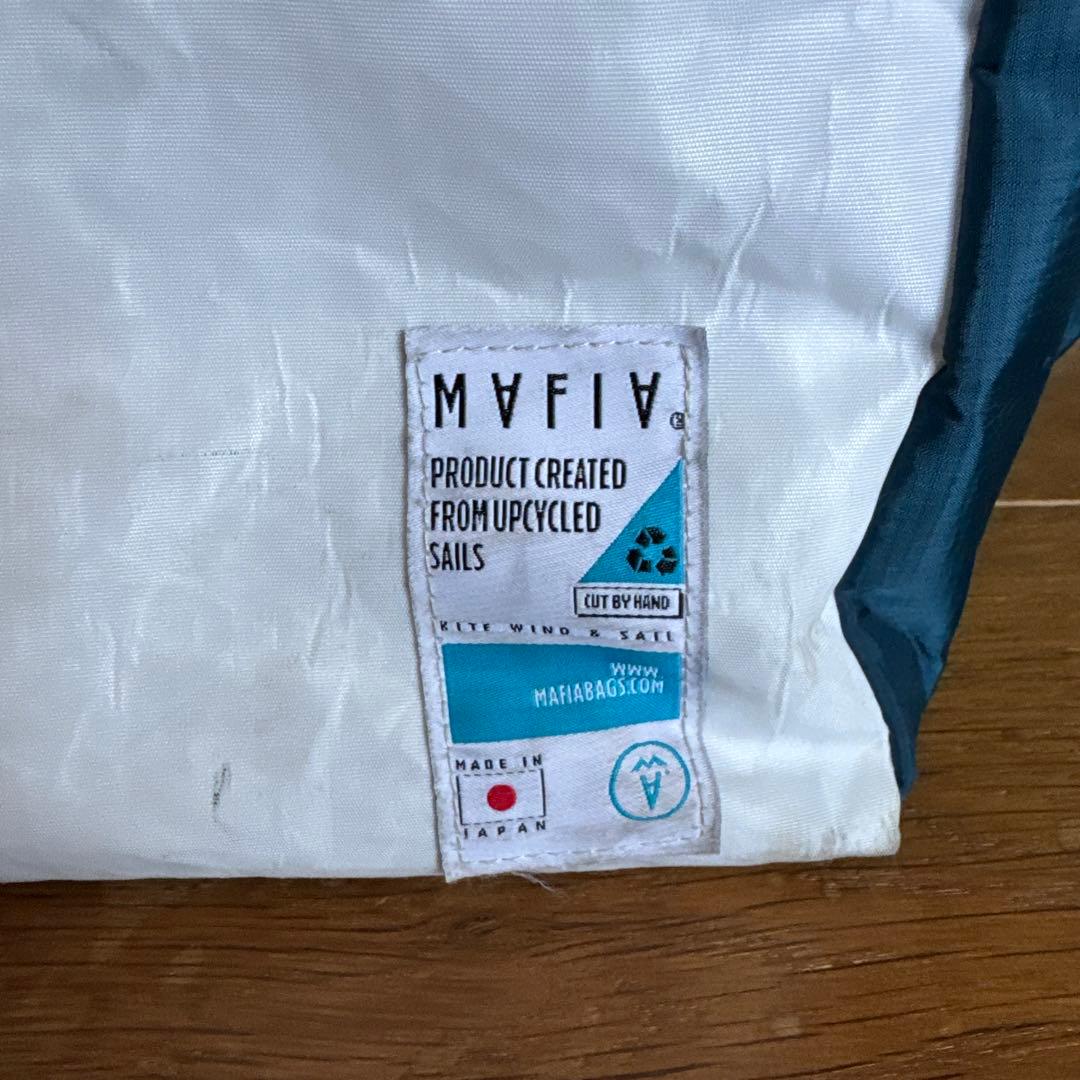 MAFIA®
PRODUCT CREATED
FROM UPCYCLED
SAILS
CUT BY HAND
KITE WIND & SAIL
WWW
MAFIABAGS.COM
MADE IN
JAPAN